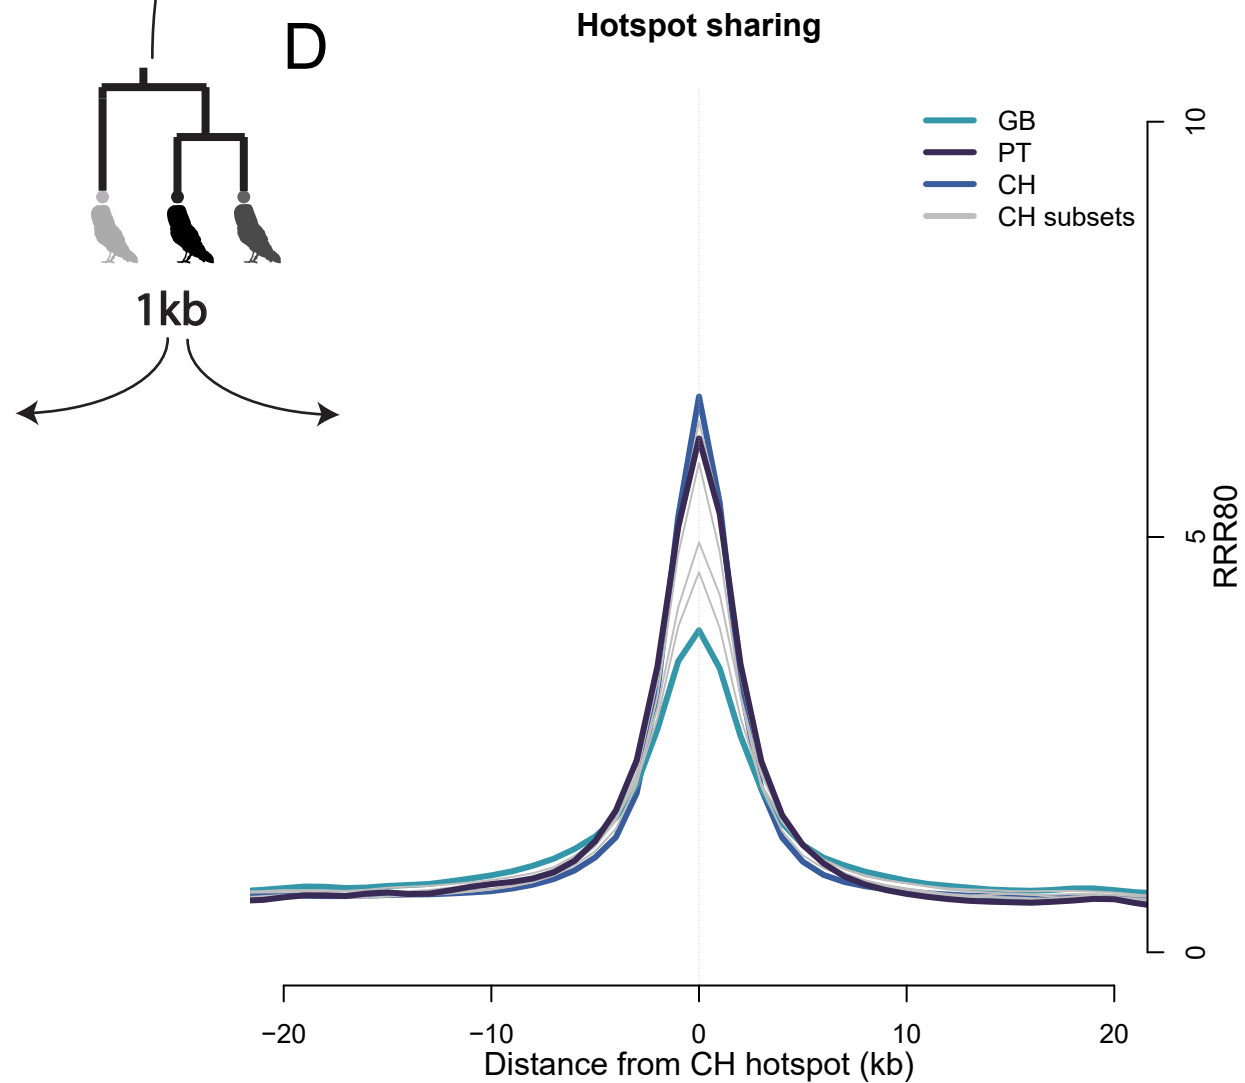 D
Hotspot sharing
GB
PT
CH
CH subsets
1kb
10
5
0
RRR80
−20
−10
0
10
20
Distance from CH hotspot (kb)